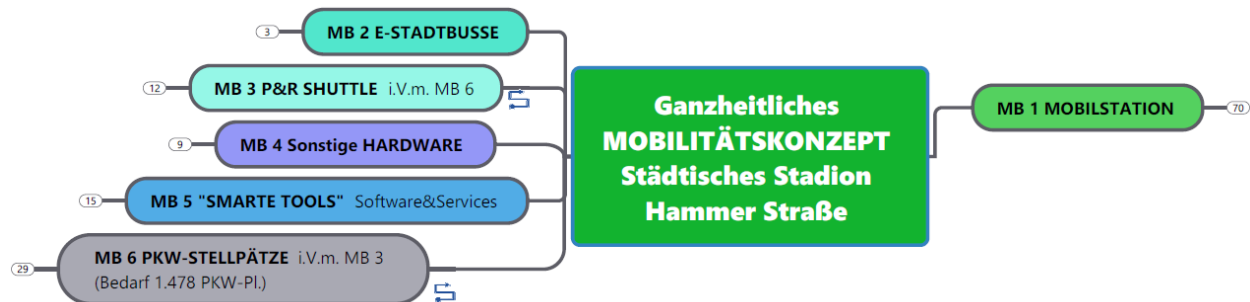 3
MB 2 E-STADTBUSSE
12
MB 3 P&R SHUTTLE i.V.m. MB 6
9
MB 4 Sonstige HARDWARE
15
MB 5 "SMARTE TOOLS" Software&Services
29
MB 6 PKW-STELLPÄTZE i.V.m. MB 3
(Bedarf 1.478 PKW-Pl.)
Ganzheitliches
MOBILITÄTSKONZEPT
Städtisches Stadion
Hammer Straße
MB 1 MOBILSTATION
70